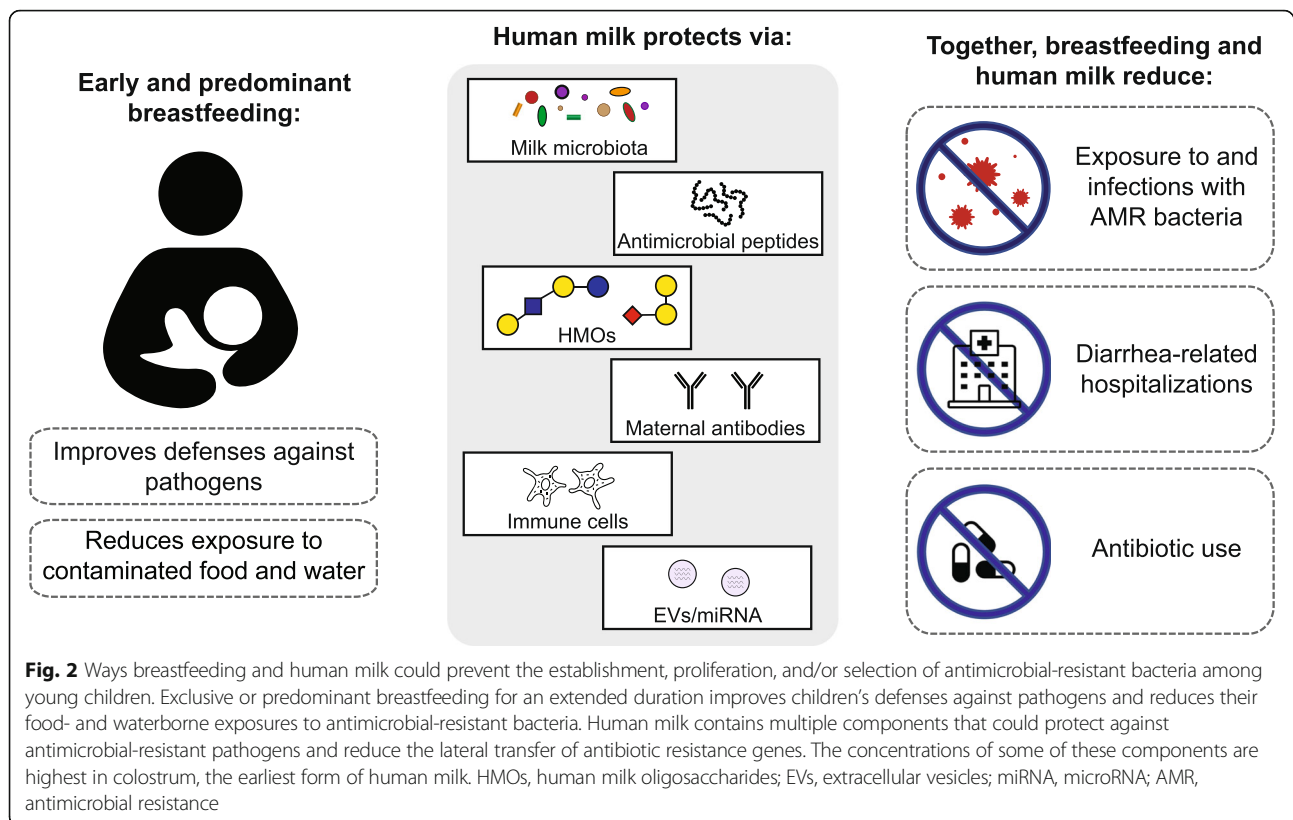 Early and predominant
breastfeeding:
Improves defenses against
pathogens
Reduces exposure to
contaminated food and water
Human milk protects via:
Milk microbiota
Antimicrobial peptides
HMOs
Maternal antibodies
Immune cells
EVs/miRNA
Together, breastfeeding and
human milk reduce:
Exposure to and
infections with
AMR bacteria
Diarrhea-related
hospitalizations
Antibiotic use
Fig. 2 Ways breastfeeding and human milk could prevent the establishment, proliferation, and/or selection of antimicrobial-resistant bacteria among
young children. Exclusive or predominant breastfeeding for an extended duration improves children's defenses against pathogens and reduces their
food- and waterborne exposures to antimicrobial-resistant bacteria. Human milk contains multiple components that could protect against
antimicrobial-resistant pathogens and reduce the lateral transfer of antibiotic resistance genes. The concentrations of some of these components are
highest in colostrum, the earliest form of human milk. HMOs, human milk oligosaccharides; EVs, extracellular vesicles; miRNA, microRNA; AMR,
antimicrobial resistance